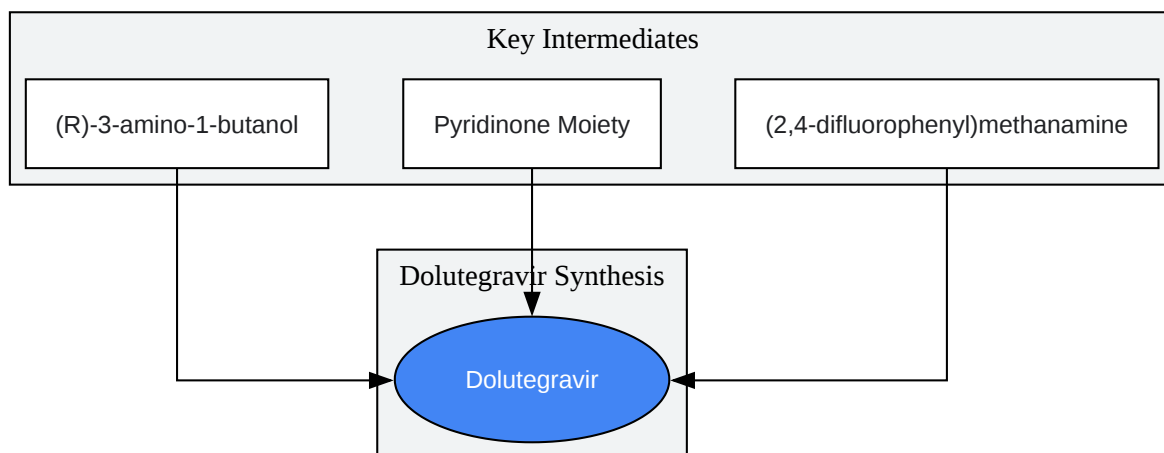 Key Intermediates
(R)-3-amino-1-butanol
Pyridinone Moiety
(2,4-difluorophenyl)methanamine
Dolutegravir Synthesis
Dolutegravir